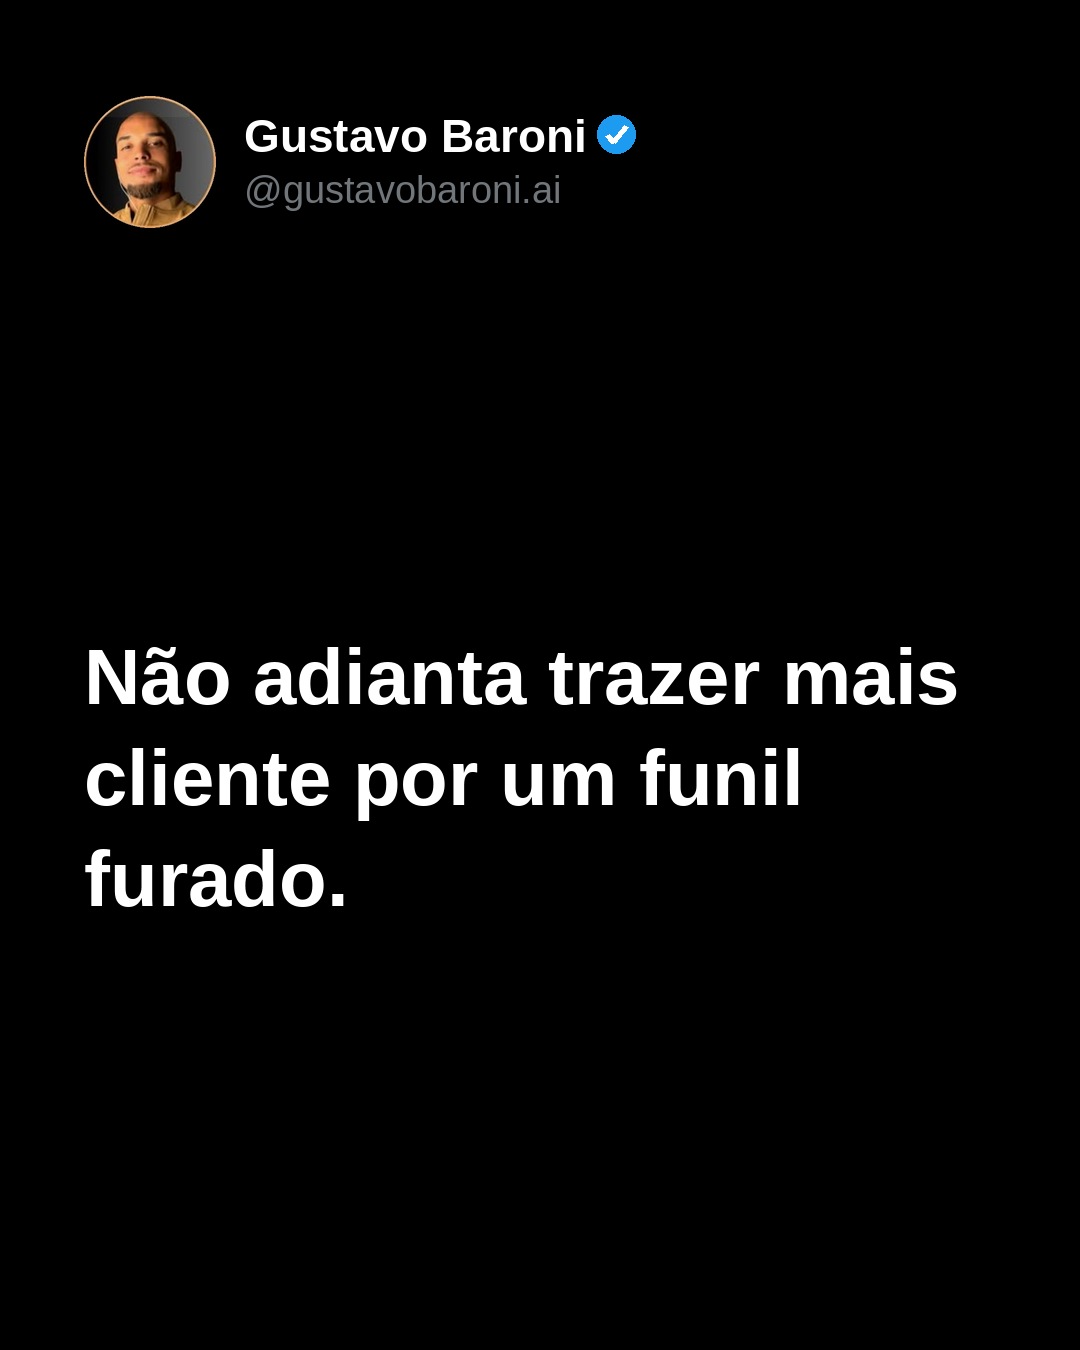 Gustavo Baroni
@gustavobaroni.ai
Não adianta trazer mais
cliente por um funil
furado.